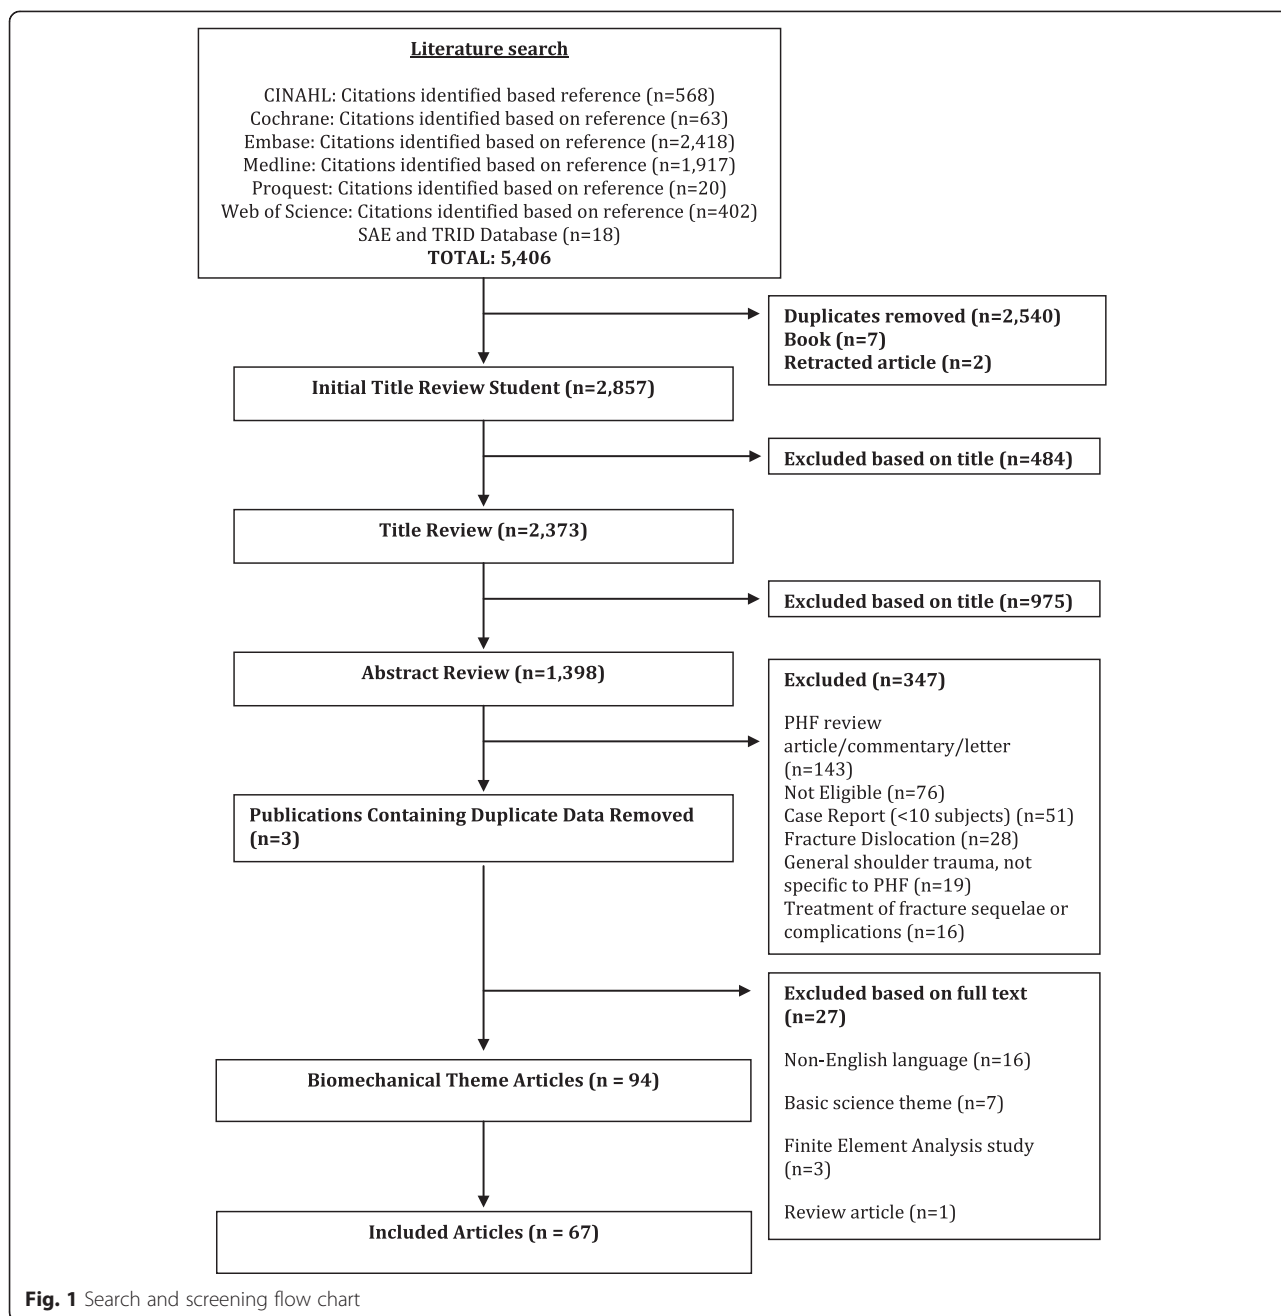 Literature search
CINAHL: Citations identified based reference (n=568)
Cochrane: Citations identified based on reference (n=63)
Embase: Citations identified based on reference (n=2,418)
Medline: Citations identified based on reference (n=1,917)
Proquest: Citations identified based on reference (n=20)
Web of Science: Citations identified based on reference (n=402)
SAE and TRID Database (n=18)
TOTAL: 5,406
Duplicates removed (n=2,540)
Book (n=7)
Retracted article (n=2)
Initial Title Review Student (n=2,857)
Excluded based on title (n=484)
Title Review (n=2,373)
Excluded based on title (n=975)
Abstract Review (n=1,398)
Excluded (n=347)
PHF review
article/commentary/letter
(n=143)
Not Eligible (n=76)
Case Report (<10 subjects) (n=51)
Fracture Dislocation (n=28)
General shoulder trauma, not
specific to PHF (n=19)
Treatment of fracture sequelae or
complications (n=16)
Publications Containing Duplicate Data Removed
(n=3)
Excluded based on full text
(n=27)
Non-English language (n=16)
Basic science theme (n=7)
Finite Element Analysis study
(n=3)
Review article (n=1)
Biomechanical Theme Articles (n = 94)
Included Articles (n = 67)
Fig. 1 Search and screening flow chart